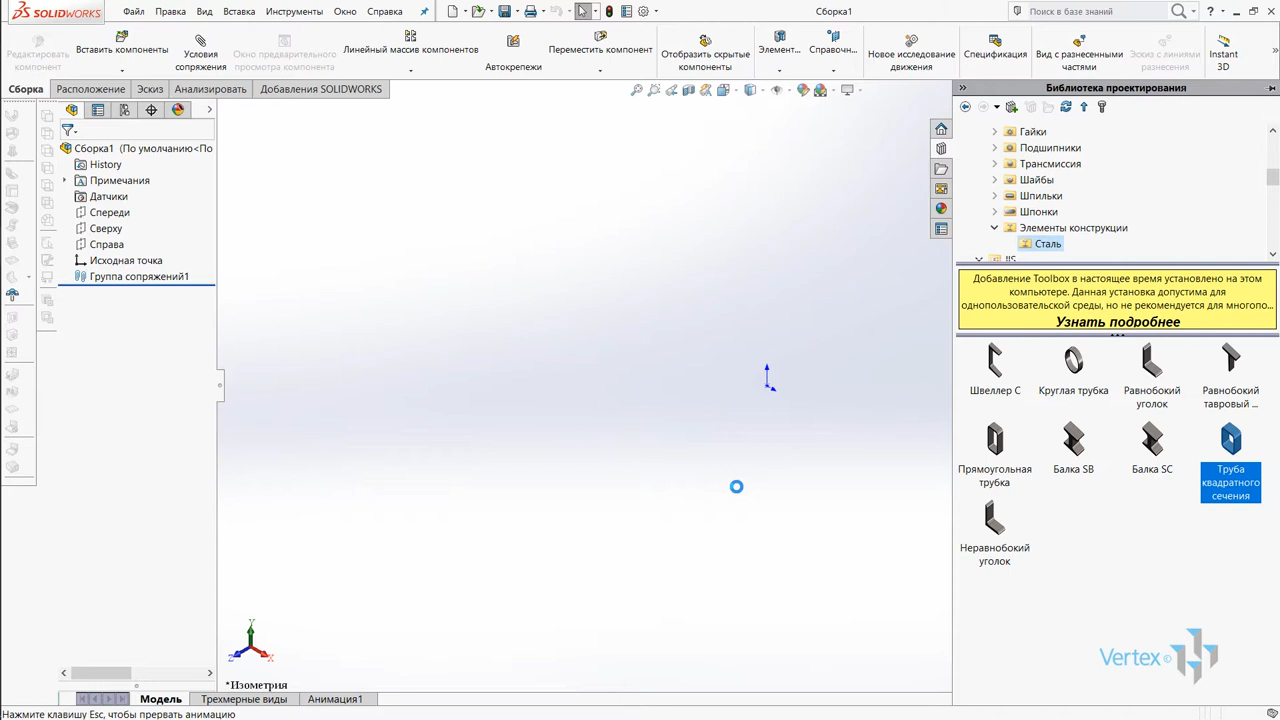 SOLIDWORKS
Файл Правка Вид Вставка Инструменты Окно Справка
Сборка1
Поиск в базе знаний
Редактировать компонент
Вставить компоненты
Условия сопряжения
Окно предварительного просмотра компонента
Линейный массив компонентов
Автокрепежи
Переместить компонент
Отобразить скрытые компоненты
Элемент...
Справочн...
Новое исследование движения
Спецификация
Вид с разнесенными частями
Эскиз с линиями разнесения
Instant 3D
Сборка Расположение Эскиз Анализировать Добавления SOLIDWORKS
Сборка1 (По умолчанию<По
History
Примечания
Датчики
Спереди
Сверху
Справа
Исходная точка
Группа сопряжений1
Библиотека проектирования
Гайки
Подшипники
Трансмиссия
Шайбы
Шпильки
Шпонки
Элементы конструкции
Сталь
Добавление Toolbox в настоящее время установлено на этом
компьютере. Данная установка допустима для
однопользовательской среды, но не рекомендуется для многопо...
Узнать подробнее
Швеллер C
Круглая трубка
Равнобокий уголок
Равнобокий тавровый ...
Прямоугольная трубка
Балка SB
Балка SC
Труба квадратного сечения
Неравнобокий уголок
Y
Z
X
*Изометрия
Vertex©
Модель Трехмерные виды Анимация1
Нажмите клавишу Esc, чтобы прервать анимацию